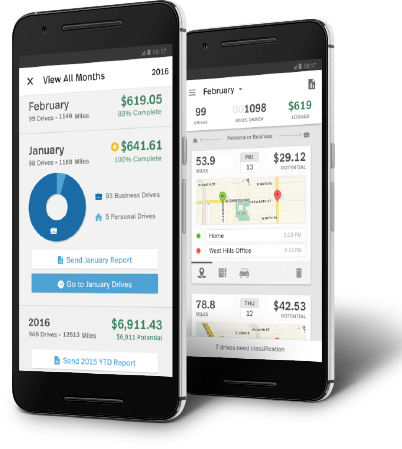 08:17
View All Months
2016
February
$619.05
99 Drives • 1146 Miles
89% Complete
January
$641.61
98 Drives • 1188 Miles
100% Complete
93 Business Drives
5 Personal Drives
Send January Report
Go to January Drives
2016
$6,911.43
946 Drives • 12613 Miles
$6,911 Potential
Send 2015 YTD Report
08:17
February
99
DRIVES
001098
MILES DRIVEN
$619
LOGGED
Personal or Business
53.9
MILES
FRI
13
$29.12
POTENTIAL
Home
West Hills Office
78.8
MILES
THU
12
$42.53
POTENTIAL
7 drives need classification